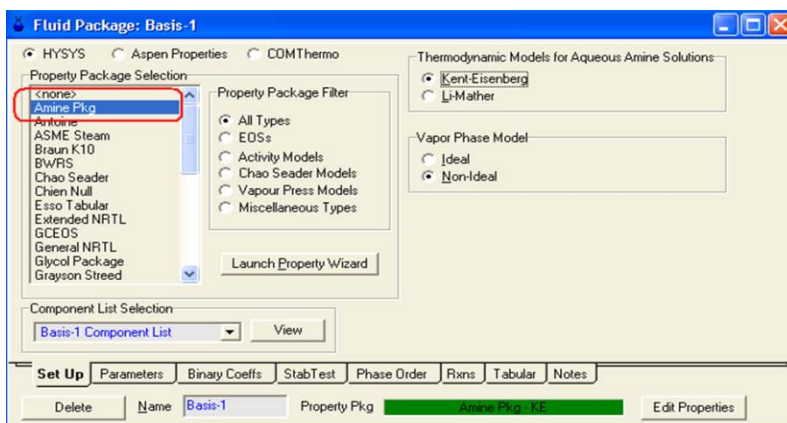 Fluid Package: Basis-1
HYSYS Aspen Properties COMThermo
Property Package Selection
<none>
Amine Pkg
Antoine
ASME Steam
Braun K10
BWRS
Chao Seader
Chien Null
Esso Tabular
Extended NRTL
GCEOS
General NRTL
Glycol Package
Grayson Streed
Property Package Filter
All Types
EOSs
Activity Models
Chao Seader Models
Vapour Press Models
Miscellaneous Types
Launch Property Wizard
Thermodynamic Models for Aqueous Amine Solutions
Kent-Eisenberg
Li-Mather
Vapor Phase Model
Ideal
Non-Ideal
Component List Selection
Basis-1 Component List View
Set Up Parameters Binary Coeffs StabTest Phase Order Rxns Tabular Notes
Delete Name Basis-1 Property Pkg Amine Pkg - KE Edit Properties